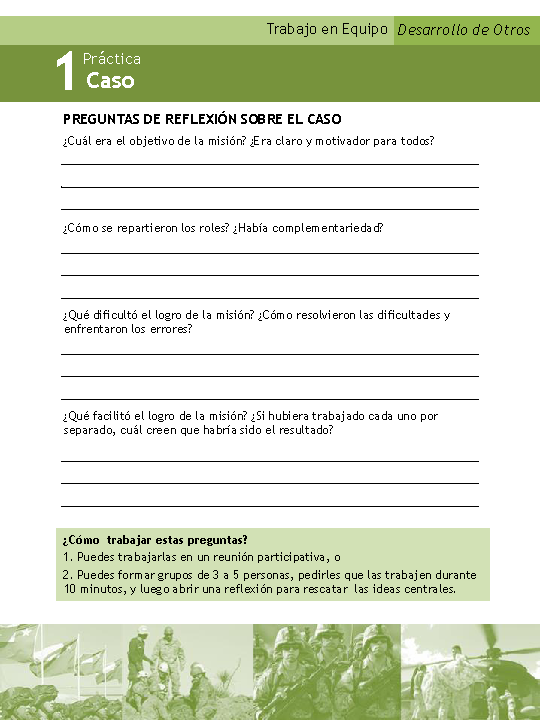 Trabajo en Equipo Desarrollo de Otros
1 Práctica
Caso
PREGUNTAS DE REFLEXIÓN SOBRE EL CASO
¿Cuál era el objetivo de la misión? ¿Era claro y motivador para todos?
¿Cómo se repartieron los roles? ¿Había complementariedad?
¿Qué dificultó el logro de la misión? ¿Cómo resolvieron las dificultades y
enfrentaron los errores?
¿Qué facilitó el logro de la misión? ¿Si hubiera trabajado cada uno por
separado, cuál creen que habría sido el resultado?
¿Cómo trabajar estas preguntas?
1. Puedes trabajarlas en un reunión participativa, o
2. Puedes formar grupos de 3 a 5 personas, pedirles que las trabajen durante
10 minutos, y luego abrir una reflexión para rescatar las ideas centrales.